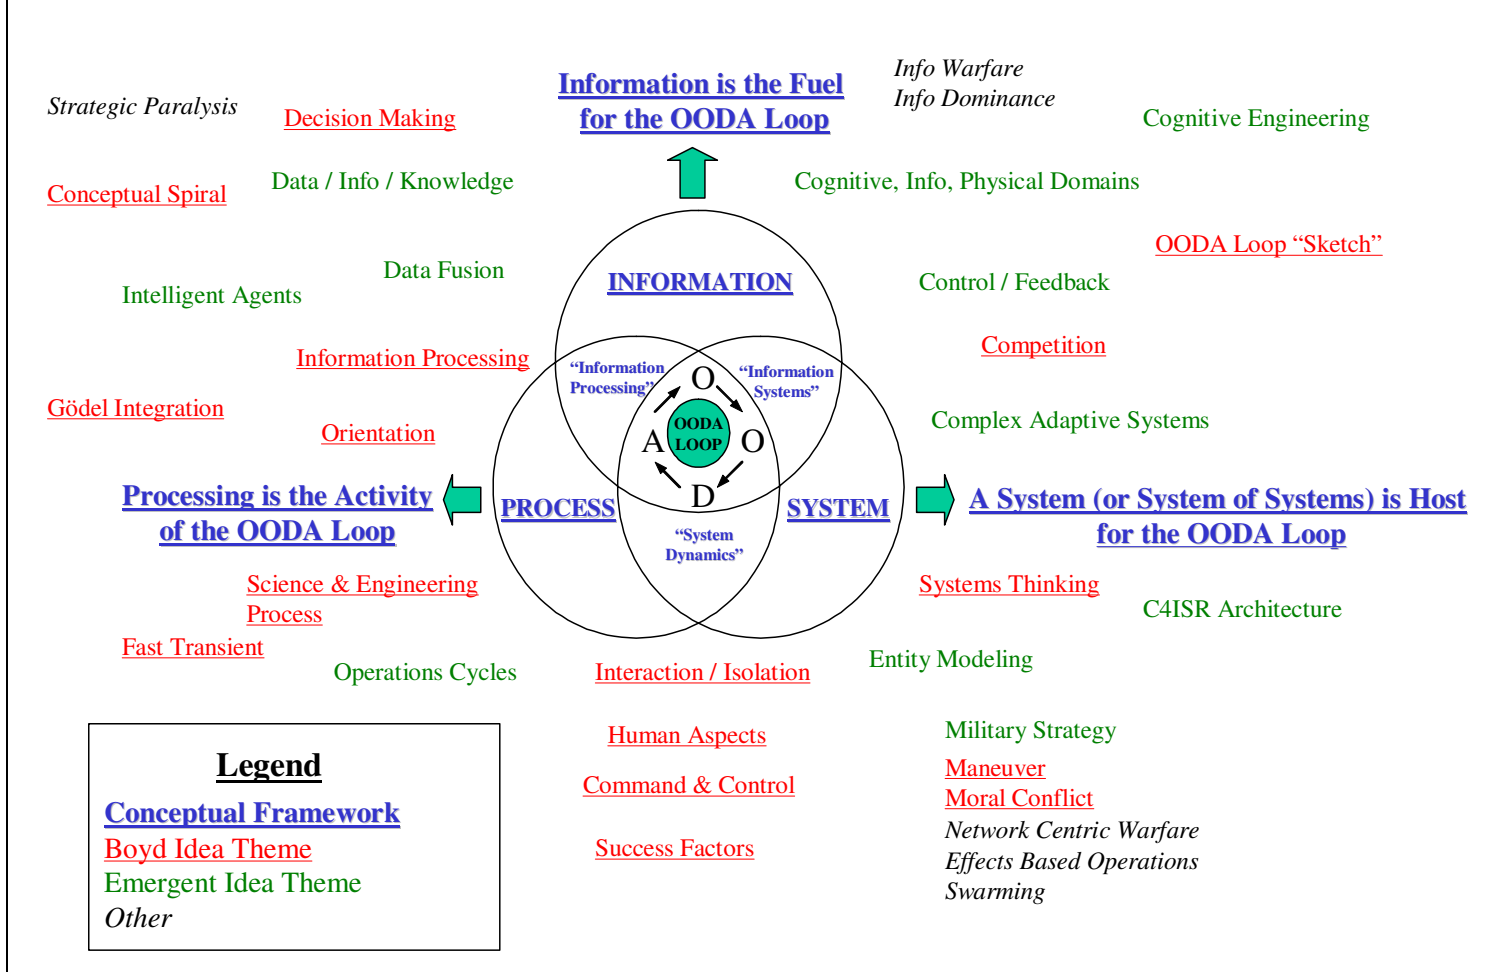 Information is the Fuel
for the OODA Loop
Info Warfare
Info Dominance
Strategic Paralysis
Decision Making
Cognitive Engineering
Conceptual Spiral
Data / Info / Knowledge
Cognitive, Info, Physical Domains
OODA Loop “Sketch”
Data Fusion
Intelligent Agents
INFORMATION
Control / Feedback
Information Processing
Competition
“Information
Processing”
“Information
Systems”
O
Gödel Integration
Orientation
A
OODA
LOOP
O
Complex Adaptive Systems
D
Processing is the Activity
of the OODA Loop
PROCESS
SYSTEM
A System (or System of Systems) is Host
for the OODA Loop
“System
Dynamics”
Science & Engineering
Process
Fast Transient
Operations Cycles
Systems Thinking
C4ISR Architecture
Entity Modeling
Interaction / Isolation
Human Aspects
Command & Control
Success Factors
Military Strategy
Maneuver
Moral Conflict
Network Centric Warfare
Effects Based Operations
Swarming
Legend
Conceptual Framework
Boyd Idea Theme
Emergent Idea Theme
Other